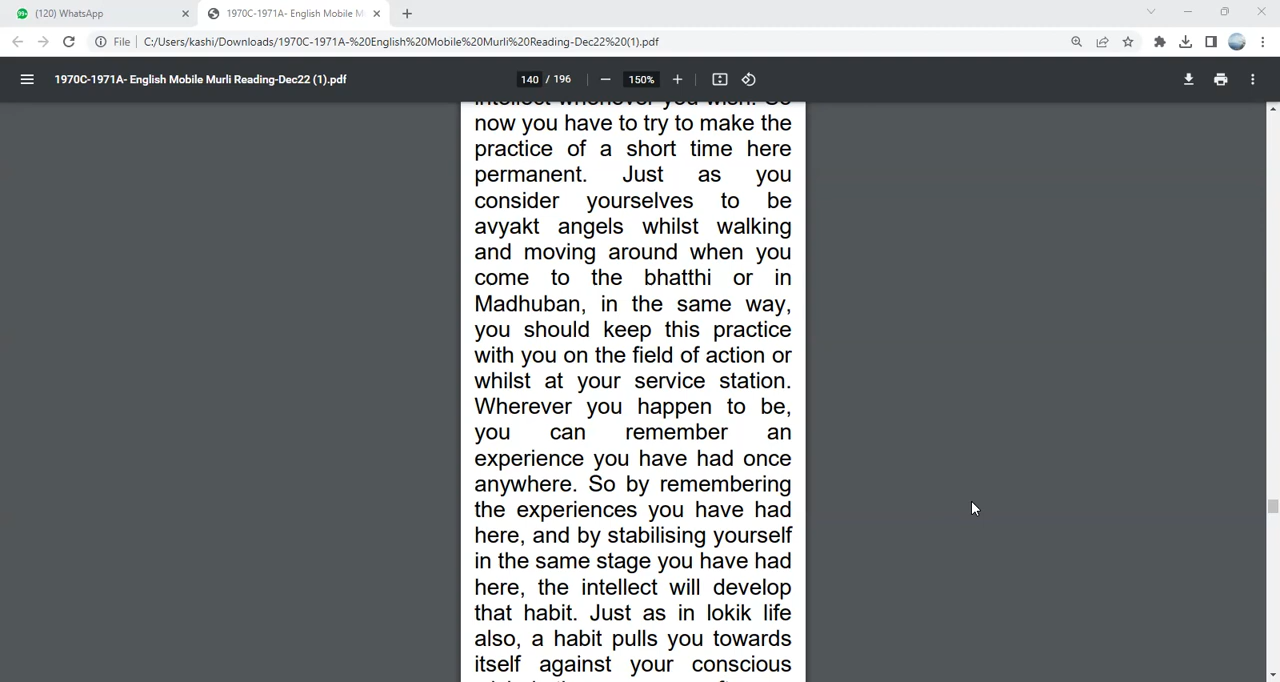 (120) WhatsApp
1970C-1971A- English Mobile M
File
C:/Users/kashi/Downloads/1970C-1971A-%20English%20Mobile%20Murli%20Reading-Dec22%20(1).pdf
1970C-1971A- English Mobile Murli Reading-Dec22 (1).pdf
140 / 196
150%
intellect whenever you wish. So
now you have to try to make the
practice of a short time here
permanent. Just as you
consider yourselves to be
avyakt angels whilst walking
and moving around when you
come to the bhatthi or in
Madhuban, in the same way,
you should keep this practice
with you on the field of action or
whilst at your service station.
Wherever you happen to be,
you can remember an
experience you have had once
anywhere. So by remembering
the experiences you have had
here, and by stabilising yourself
in the same stage you have had
here, the intellect will develop
that habit. Just as in lokik life
also, a habit pulls you towards
itself against your conscious